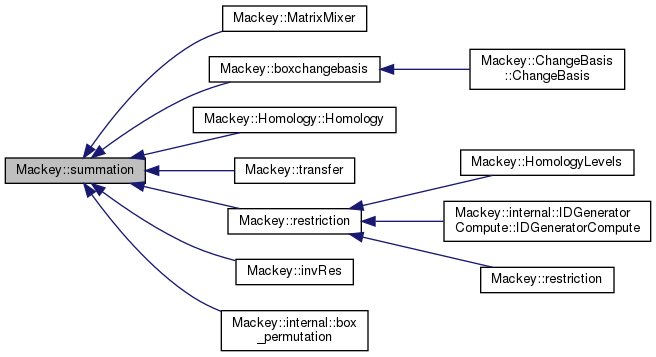 Mackey::MatrixMixer
Mackey::boxchangebasis
Mackey::ChangeBasis
::ChangeBasis
Mackey::Homology::Homology
Mackey::summation
Mackey::transfer
Mackey::HomologyLevels
Mackey::restriction
Mackey::internal::IDGenerator
Compute::IDGeneratorCompute
Mackey::invRes
Mackey::restriction
Mackey::internal::box
_permutation